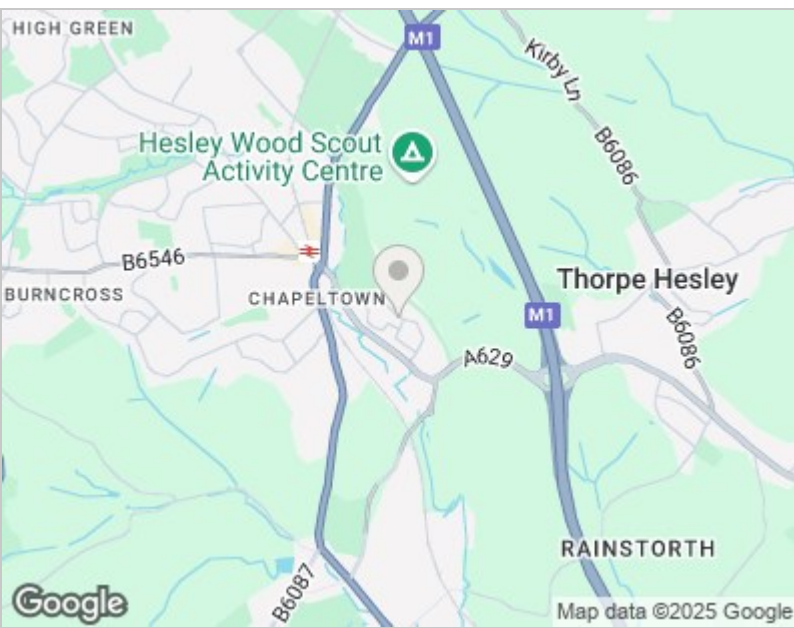 HIGH GREEN
M1
Kirby Ln
Hesley Wood Scout
Activity Centre
B6086
B6546
Thorpe Hesley
BURNCROSS
CHAPELTOWN
M1
B6086
A629
RAINSTORTH
B6087
Google
Map data ©2025 Google